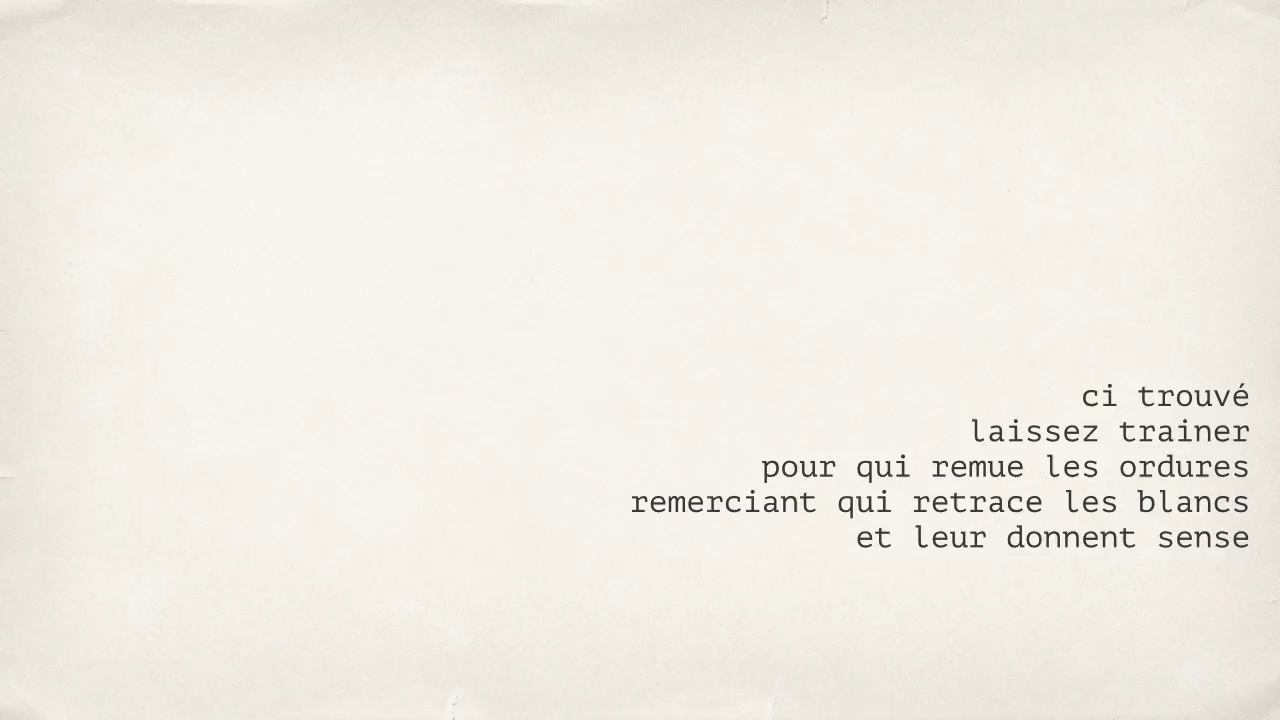 ci trouvé
laissez trainer
pour qui remue les ordures
remerciant qui retrace les blancs
et leur donnent sense